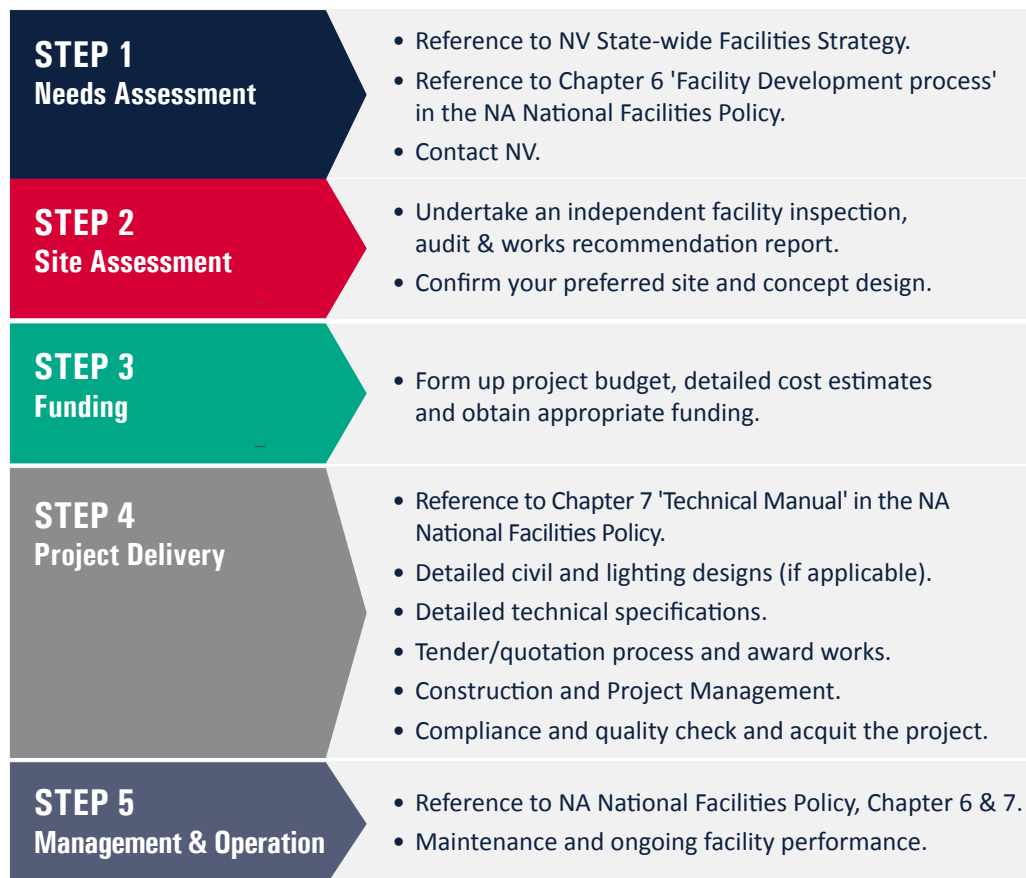 STEP 1
Needs Assessment
• Reference to NV State-wide Facilities Strategy.
• Reference to Chapter 6 'Facility Development process'
in the NA National Facilities Policy.
• Contact NV.
STEP 2
Site Assessment
• Undertake an independent facility inspection,
audit & works recommendation report.
• Confirm your preferred site and concept design.
STEP 3
Funding
• Form up project budget, detailed cost estimates
and obtain appropriate funding.
STEP 4
Project Delivery
• Reference to Chapter 7 'Technical Manual' in the NA
National Facilities Policy.
• Detailed civil and lighting designs (if applicable).
• Detailed technical specifications.
• Tender/quotation process and award works.
• Construction and Project Management.
• Compliance and quality check and acquit the project.
STEP 5
Management & Operation
• Reference to NA National Facilities Policy, Chapter 6 & 7.
• Maintenance and ongoing facility performance.